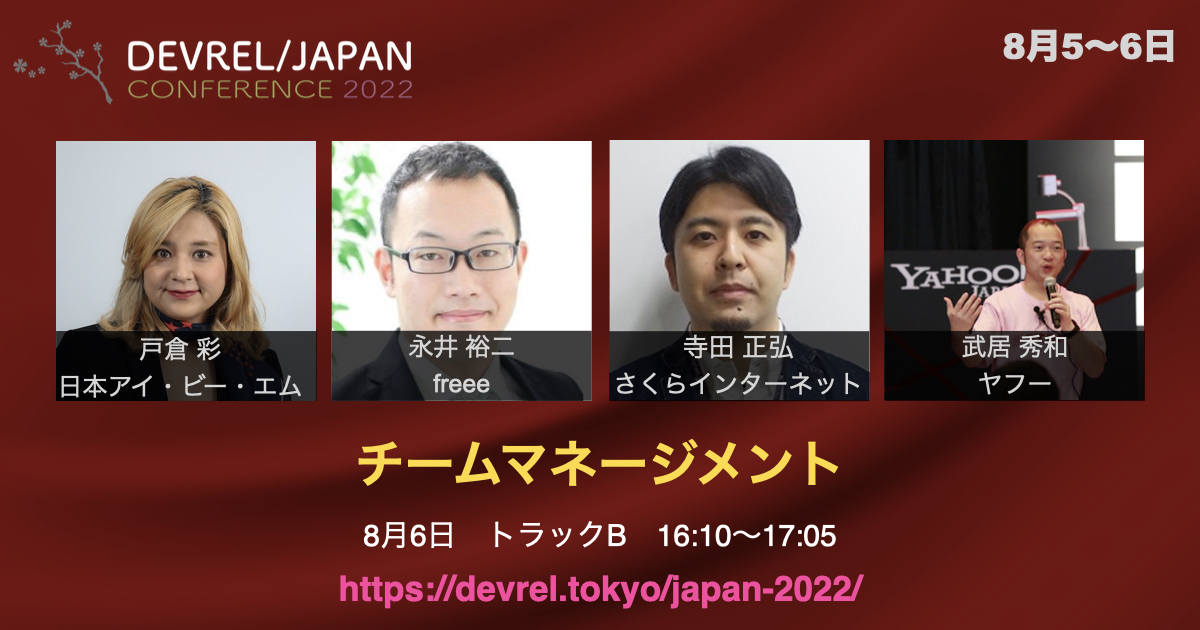 DEVREL/JAPAN
CONFERENCE 2022
8月5〜6日
YAHOO!
JAPA
戸倉 彩
日本アイ・ビー・エム
永井 裕二
freee
寺田 正弘
さくらインターネット
武居 秀和
ヤフー
チームマネージメント
8月6日　トラックB　16:10〜17:05
https://devrel.tokyo/japan-2022/